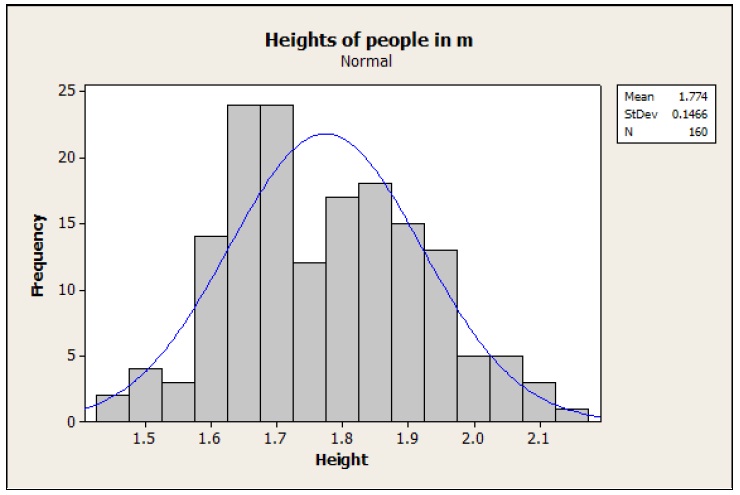 Heights of people in m
Normal
Mean 1.774
StDev 0.1466
N 160
25
20
15
10
5
0
Frequency
1.5 1.6 1.7 1.8 1.9 2.0 2.1
Height